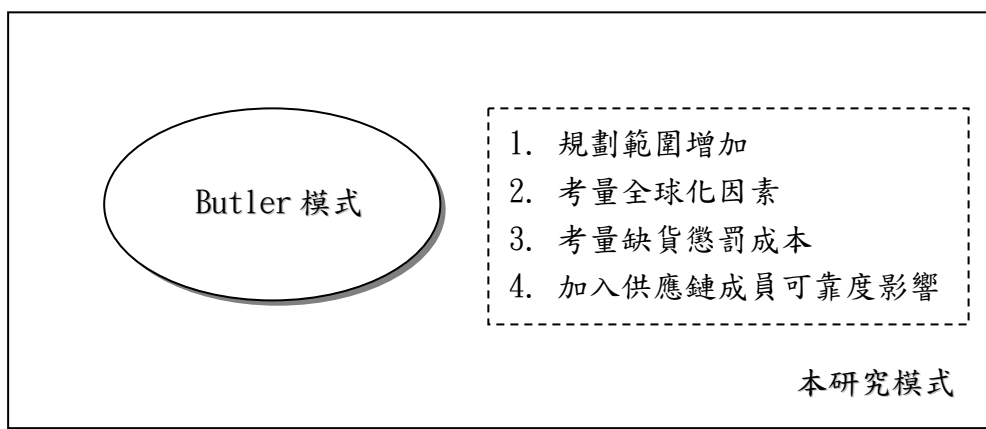 Butler 模式
1. 規劃範圍增加
2. 考量全球化因素
3. 考量缺貨懲罰成本
4. 加入供應鏈成員可靠度影響
本研究模式